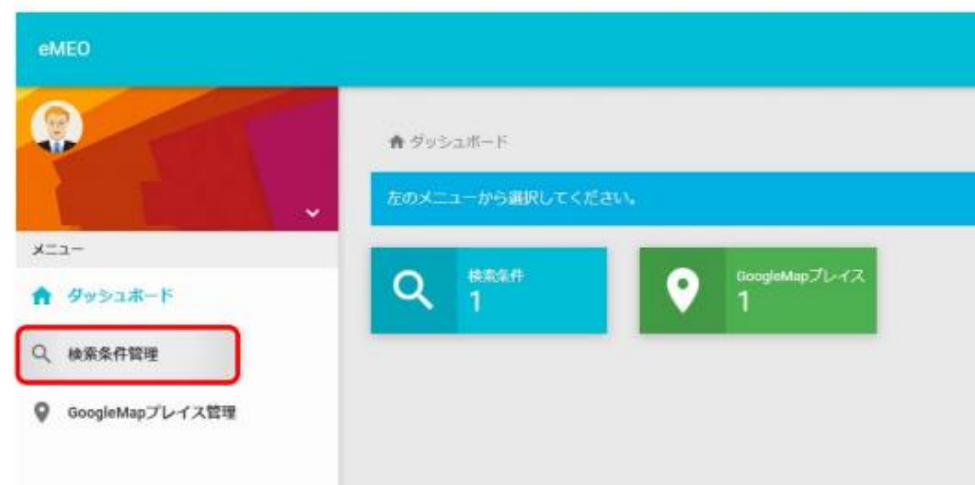 eMEO
ダッシュボード
左のメニューから選択してください。
メニュー
検索条件
1
GoogleMapプレイス
1
ダッシュボード
検索条件管理
GoogleMapプレイス管理